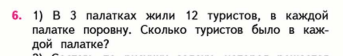 6. 1) В 3 палатках жили 12 туристов, в каждой
палатке поровну. Сколько туристов было в каж-
дой палатке?